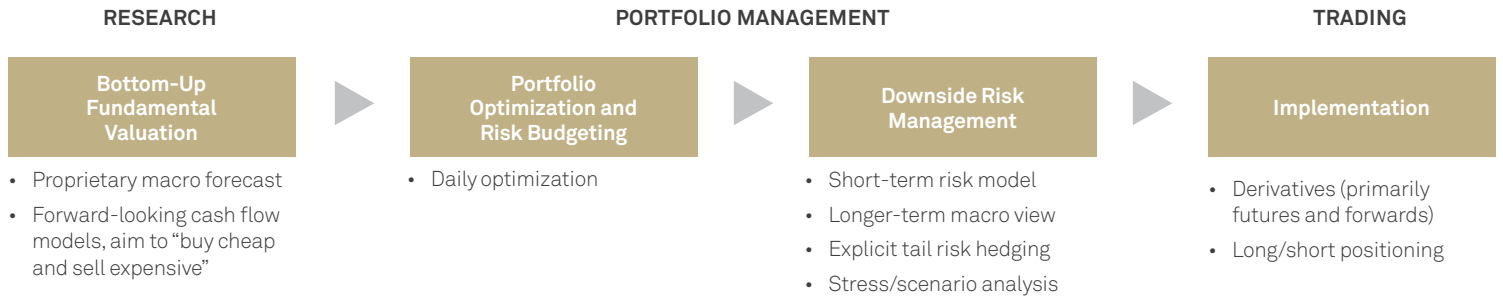 RESEARCH
PORTFOLIO MANAGEMENT
TRADING
Bottom-Up
Fundamental
Valuation
Portfolio
Optimization and
Risk Budgeting
Downside Risk
Management
Implementation
• Proprietary macro forecast
• Forward-looking cash flow
models, aim to “buy cheap
and sell expensive”
• Daily optimization
• Short-term risk model
• Longer-term macro view
• Explicit tail risk hedging
• Stress/scenario analysis
• Derivatives (primarily
futures and forwards)
• Long/short positioning